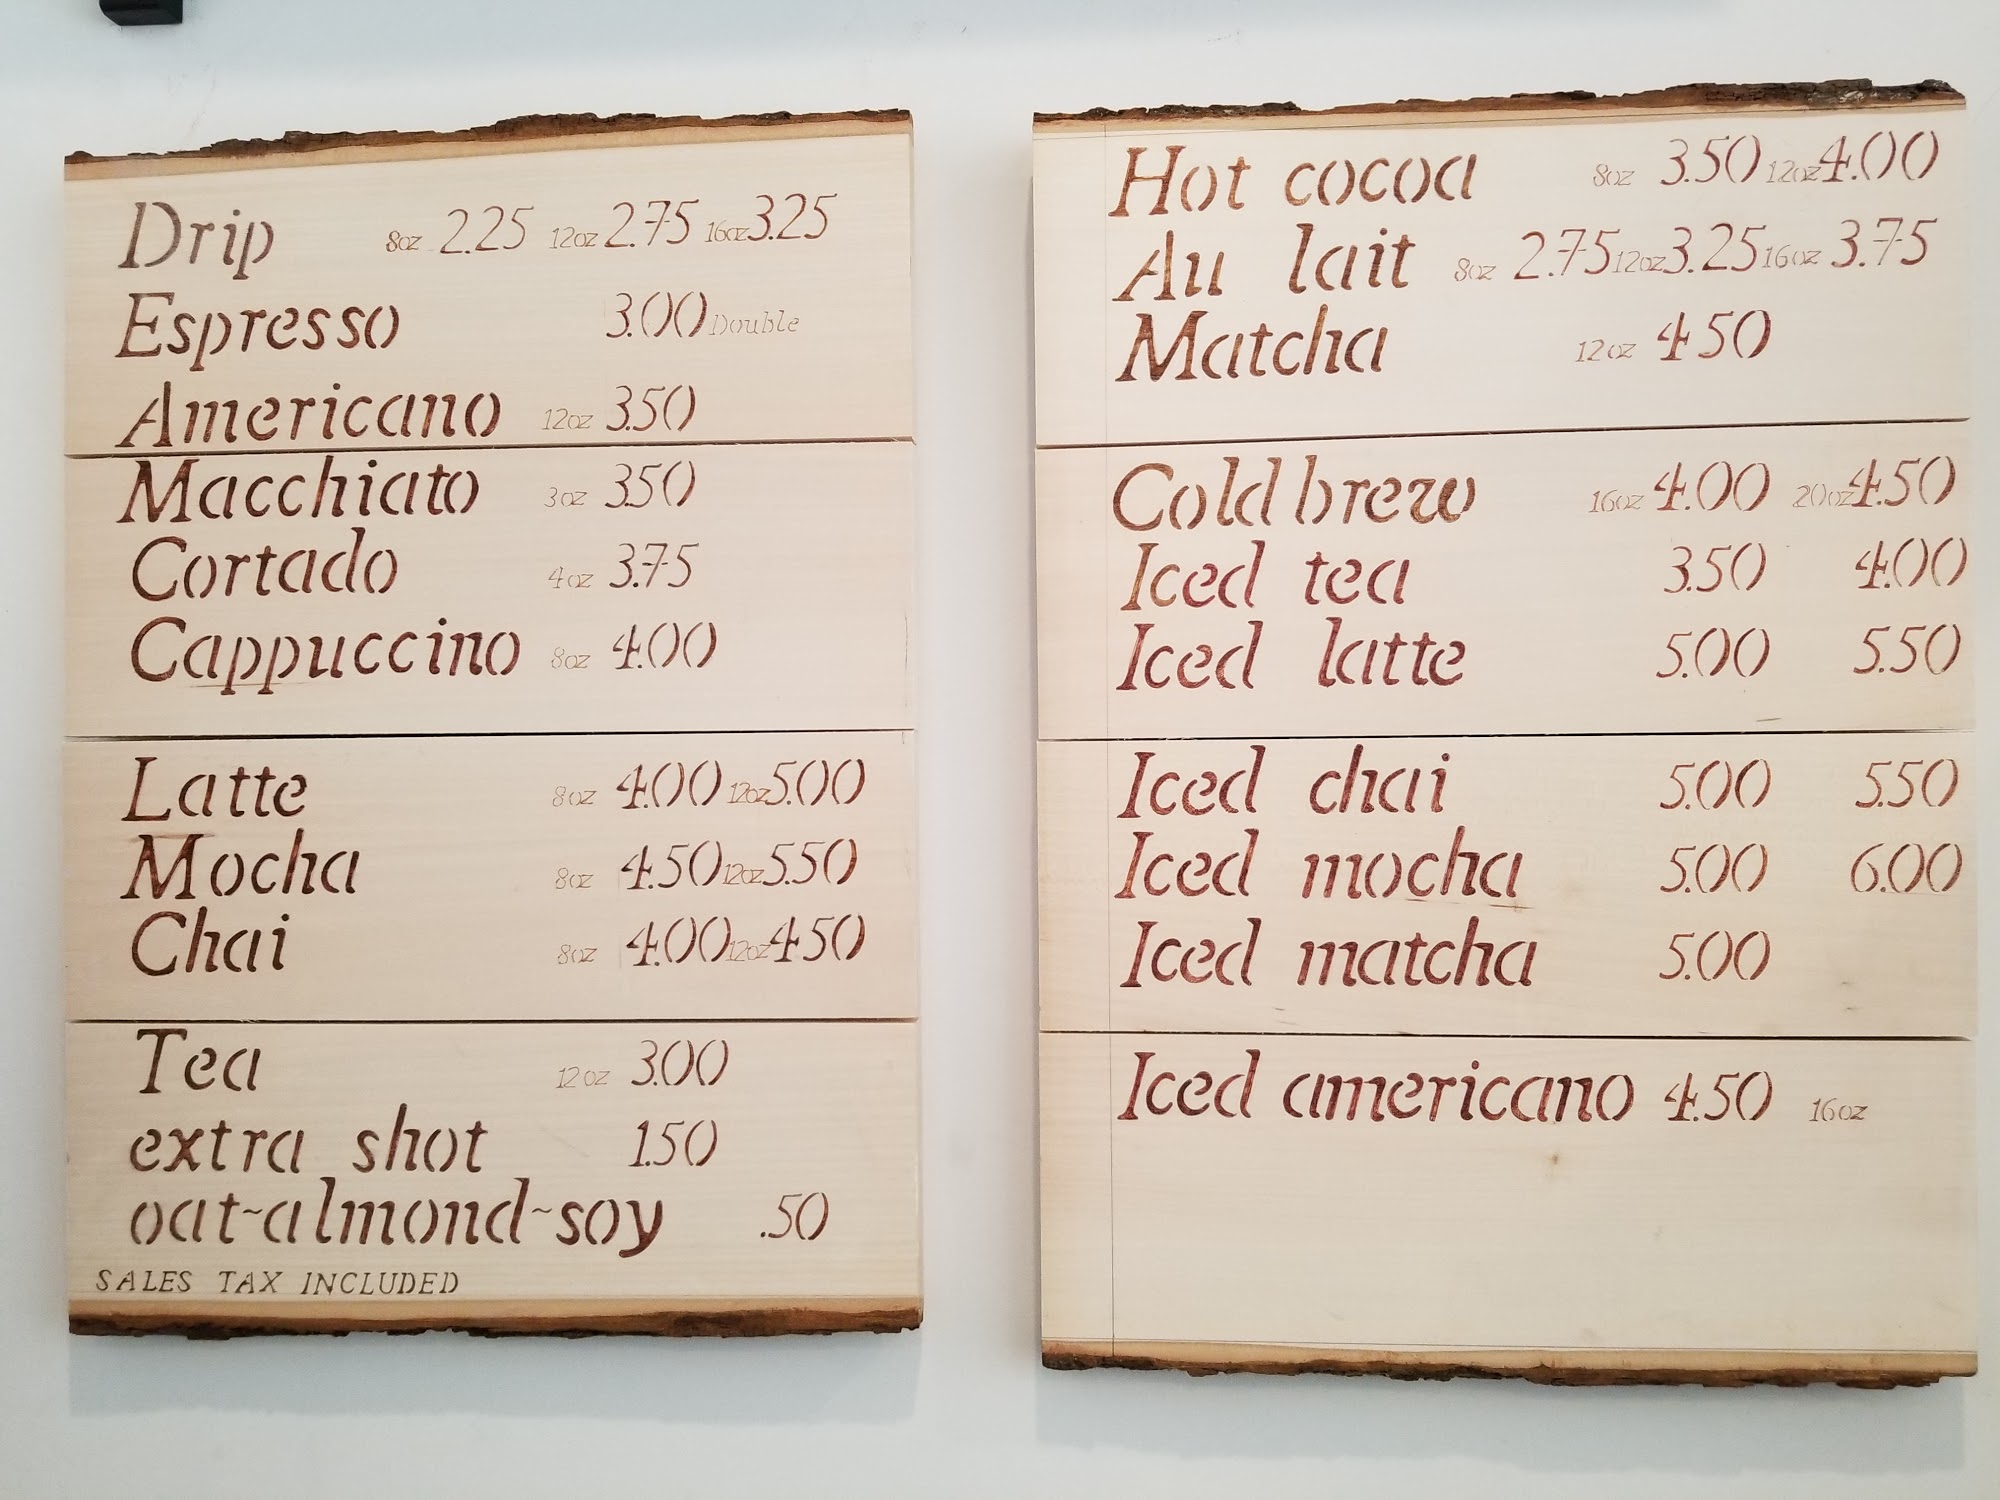 Drip 8oz 2.25 12oz 2.75 16oz 3.25
Espresso 3.00 Double
Americano 12oz 3.50
Macchiato 3oz 3.50
Cortado 4oz 3.75
Cappuccino 8oz 4.00
Latte 8oz 4.00 12oz 5.00
Mocha 8oz 4.50 12oz 5.50
Chai 8oz 4.00 12oz 4.50
Tea 12oz 3.00
extra shot 1.50
oat~almond~soy .50
SALES TAX INCLUDED
Hot cocoa 8oz 3.50 12oz 4.00
Au lait 8oz 2.75 12oz 3.25 16oz 3.75
Matcha 12oz 4.50
Cold brew 16oz 4.00 20oz 4.50
Iced tea 3.50 4.00
Iced latte 5.00 5.50
Iced chai 5.00 5.50
Iced mocha 5.00 6.00
Iced matcha 5.00
Iced americano 4.50 16oz